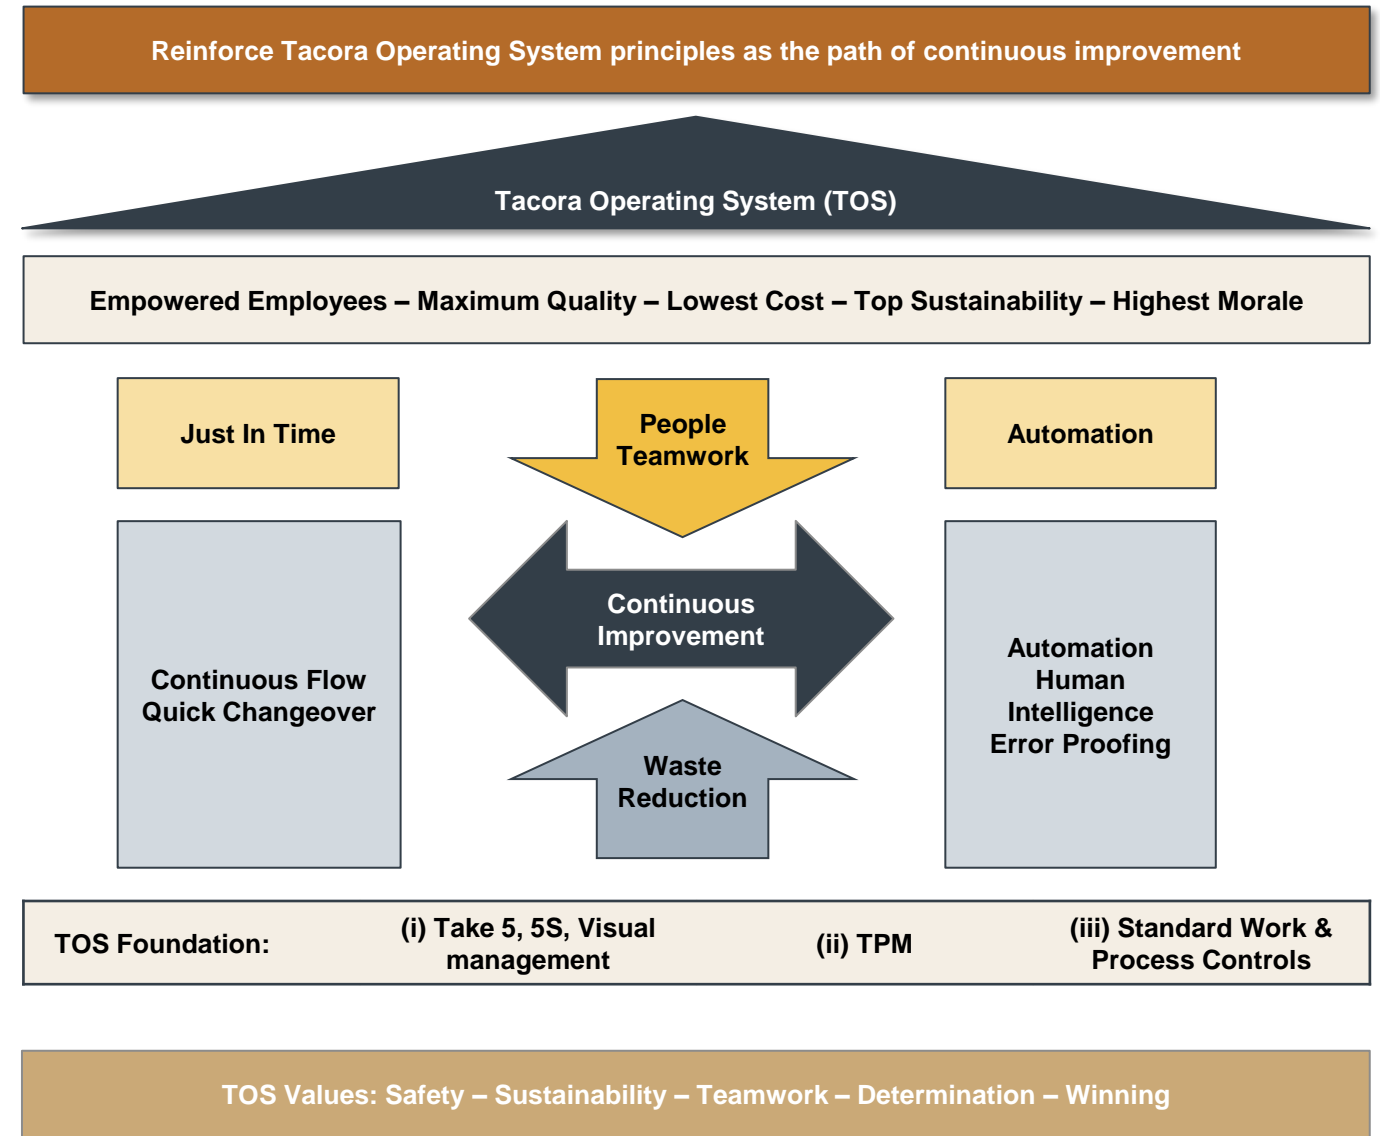 Reinforce Tacora Operating System principles as the path of continuous improvement
Tacora Operating System (TOS)
Empowered Employees – Maximum Quality – Lowest Cost – Top Sustainability – Highest Morale
Just In Time
People
Teamwork
Automation
Continuous Flow
Quick Changeover
Continuous
Improvement
Waste
Reduction
Automation
Human
Intelligence
Error Proofing
TOS Foundation:
(i) Take 5, 5S, Visual
management
(ii) TPM
(iii) Standard Work &
Process Controls
TOS Values: Safety – Sustainability – Teamwork – Determination – Winning